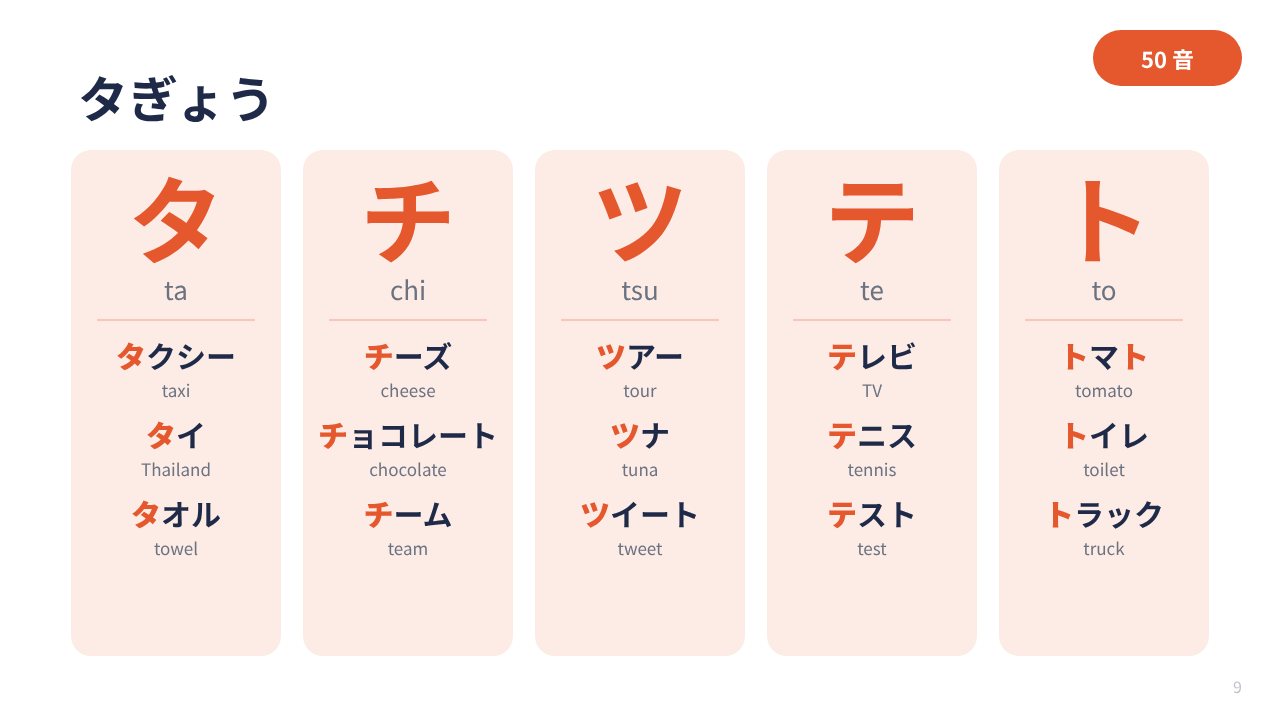 50 音
タぎょう
タ
ta
タクシー
taxi
タイ
Thailand
タオル
towel
チ
chi
チーズ
cheese
チョコレート
chocolate
チーム
team
ツ
tsu
ツアー
tour
ツナ
tuna
ツイート
tweet
テ
te
テレビ
TV
テニス
tennis
テスト
test
ト
to
トマト
tomato
トイレ
toilet
トラック
truck
9